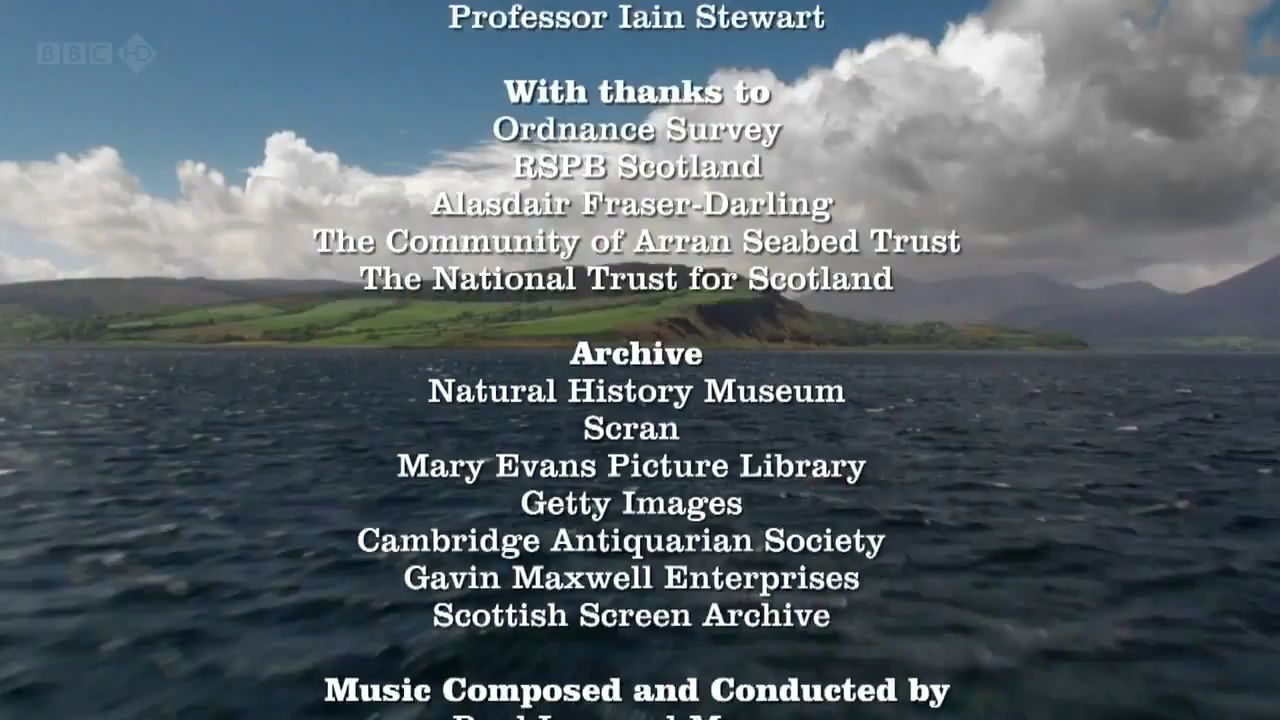 BBC HD
Professor Iain Stewart
With thanks to
Ordnance Survey
RSPB Scotland
Alasdair Fraser-Darling
The Community of Arran Seabed Trust
The National Trust for Scotland
Archive
Natural History Museum
Scran
Mary Evans Picture Library
Getty Images
Cambridge Antiquarian Society
Gavin Maxwell Enterprises
Scottish Screen Archive
Music Composed and Conducted by